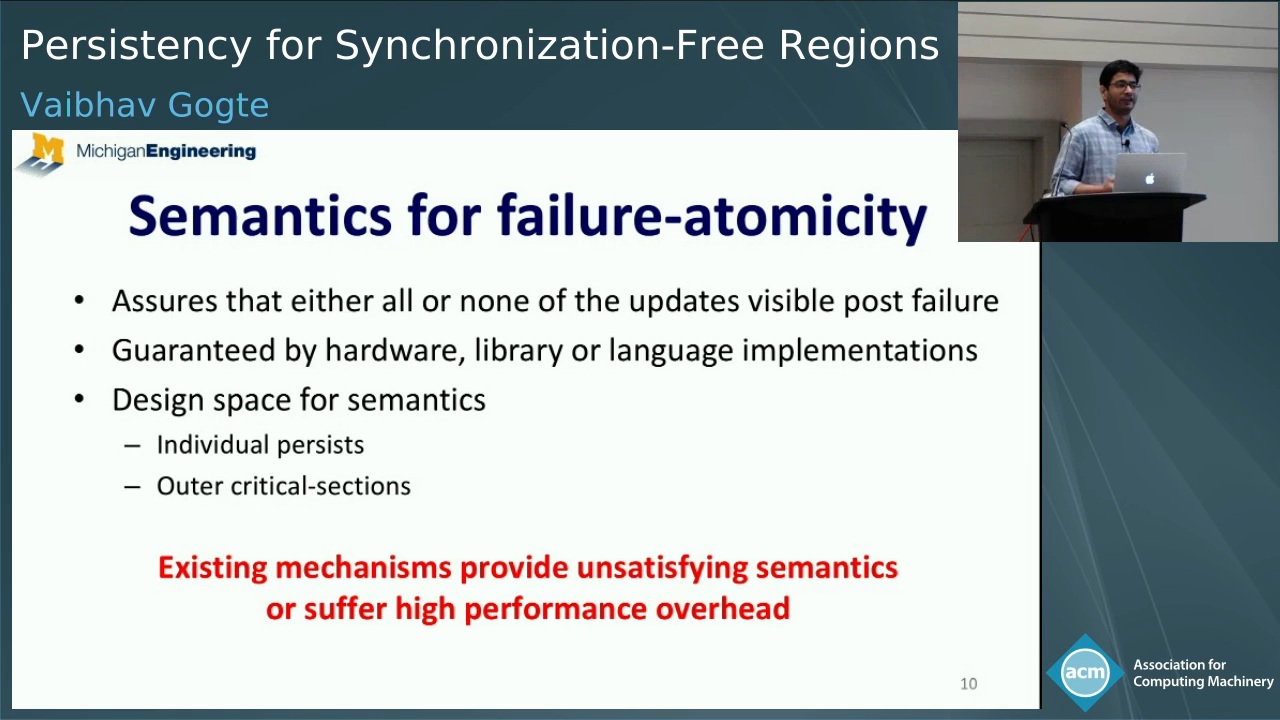 Persistency for Synchronization-Free Regions
Vaibhav Gogte
MichiganEngineering
Semantics for failure-atomicity
• Assures that either all or none of the updates visible post failure
• Guaranteed by hardware, library or language implementations
• Design space for semantics
– Individual persists
– Outer critical-sections
Existing mechanisms provide unsatisfying semantics
or suffer high performance overhead
10
acm
Association for
Computing Machinery